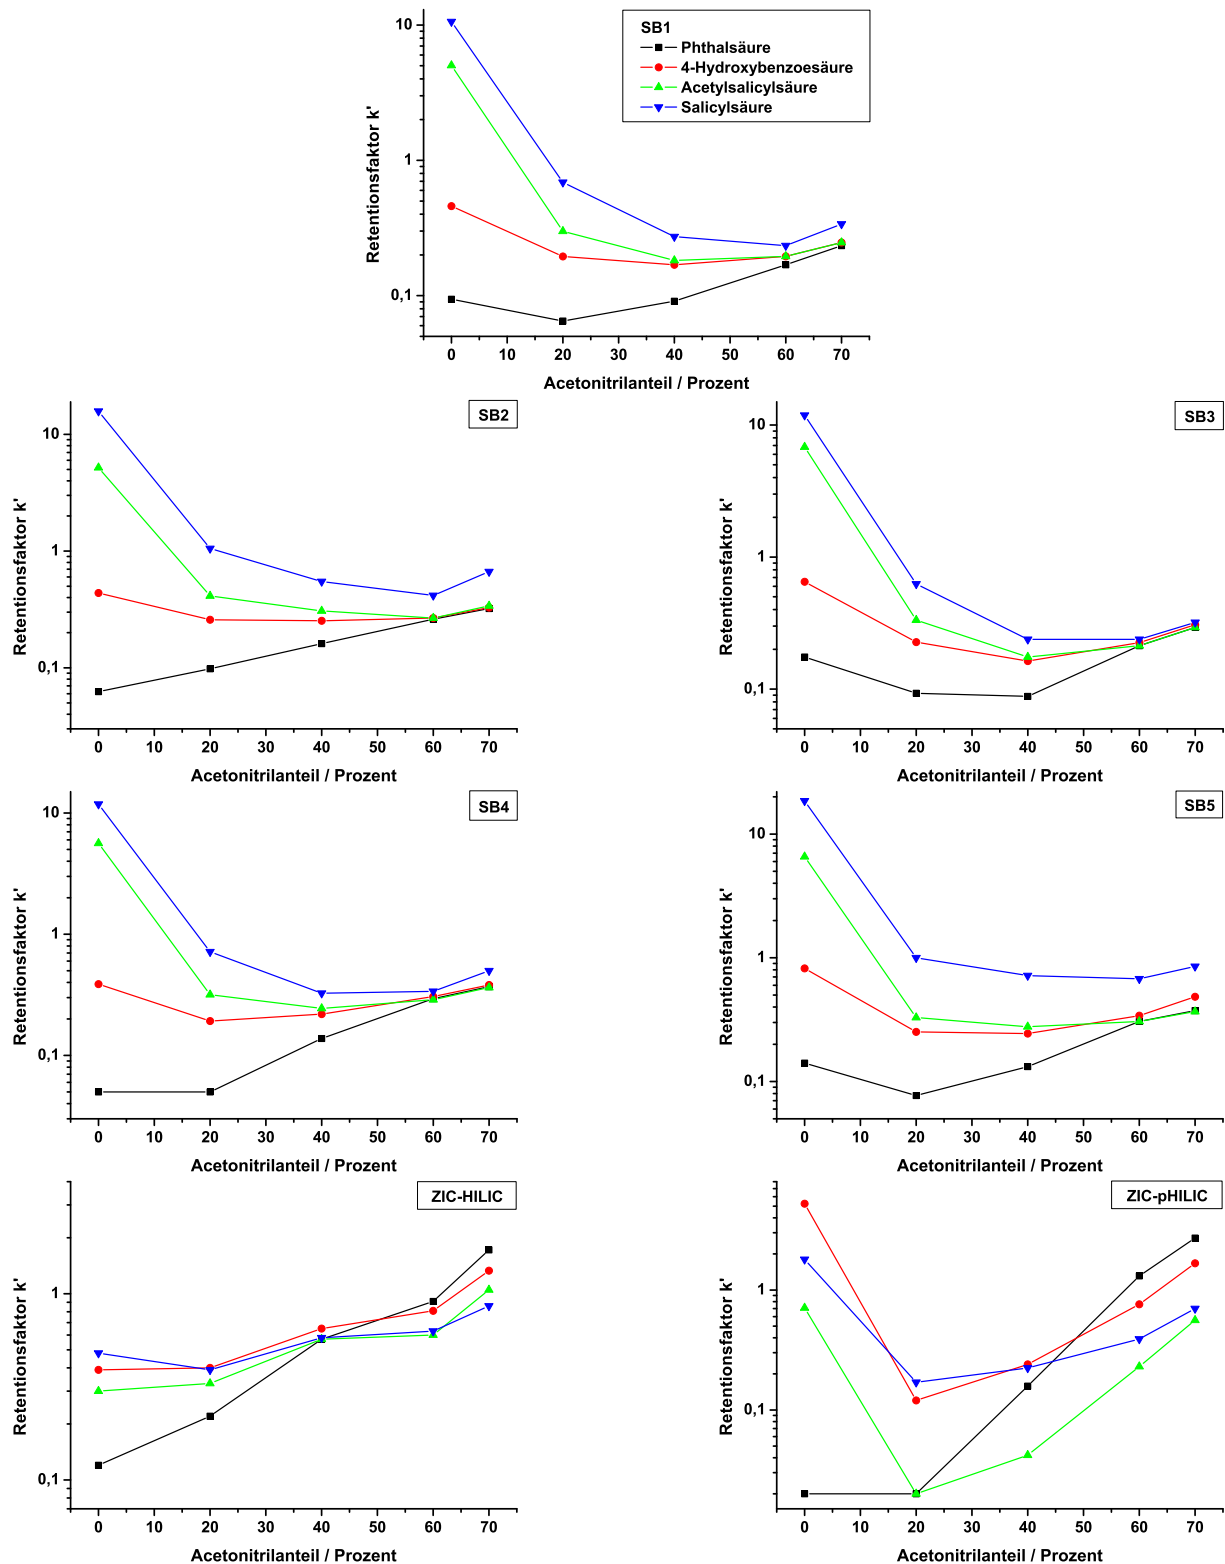 SB1
Phthalsäure
4-Hydroxybenzoesäure
Acetylsalicylsäure
Salicylsäure
Retentionsfaktor k'
10
1
0,1
0 10 20 30 40 50 60 70
Acetonitrilanteil / Prozent
SB2
Retentionsfaktor k'
10
1
0,1
0 10 20 30 40 50 60 70
Acetonitrilanteil / Prozent
SB3
Retentionsfaktor k'
10
1
0,1
0 10 20 30 40 50 60 70
Acetonitrilanteil / Prozent
SB4
Retentionsfaktor k'
10
1
0,1
0 10 20 30 40 50 60 70
Acetonitrilanteil / Prozent
SB5
Retentionsfaktor k'
10
1
0,1
0 10 20 30 40 50 60 70
Acetonitrilanteil / Prozent
ZIC-HILIC
Retentionsfaktor k'
1
0,1
0 10 20 30 40 50 60 70
Acetonitrilanteil / Prozent
ZIC-pHILIC
Retentionsfaktor k'
1
0,1
0 10 20 30 40 50 60 70
Acetonitrilanteil / Prozent